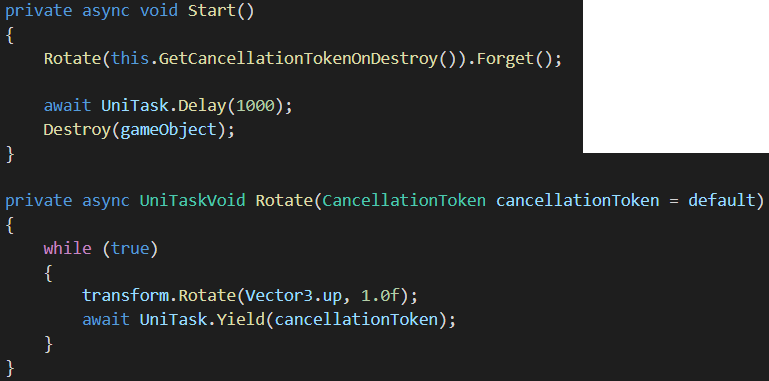 private async void Start()
{
    Rotate(this.GetCancellationTokenOnDestroy()).Forget();

    await UniTask.Delay(1000);
    Destroy(gameObject);
}

private async UniTaskVoid Rotate(CancellationToken cancellationToken = default)
{
    while (true)
    {
        transform.Rotate(Vector3.up, 1.0f);
        await UniTask.Yield(cancellationToken);
    }
}